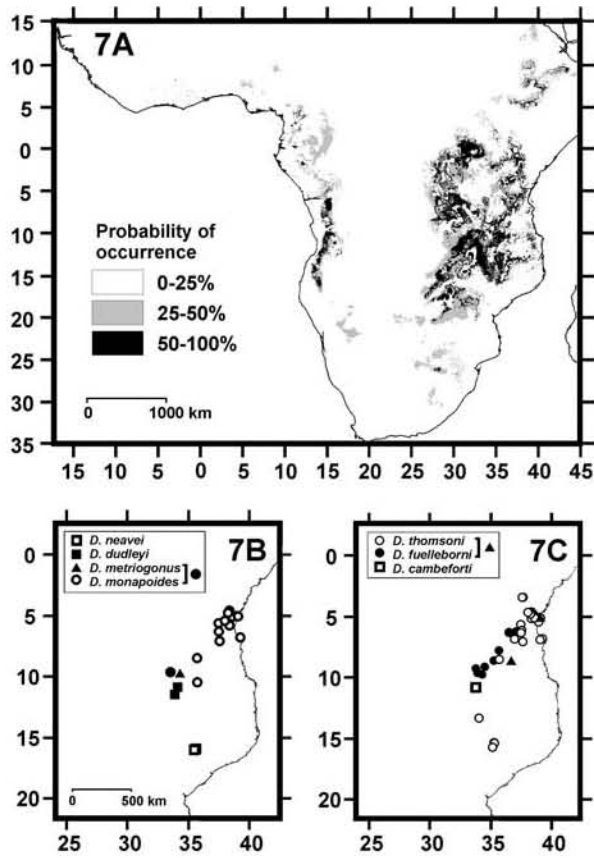 15
7A
10
5
0
5
10
15
20
25
30
35
Probability of
occurrence
0-25%
25-50%
50-100%
0 1000 km
15 10 5 0 5 10 15 20 25 30 35 40 45
7B
D. neavei
D. dudleyi
D. metriogonus
D. monapoides
0
5
10
15
20
0 500 km
25 30 35 40
7C
D. thomsoni
D. fuelleborni
D. cambeforti
0
5
10
15
20
25 30 35 40